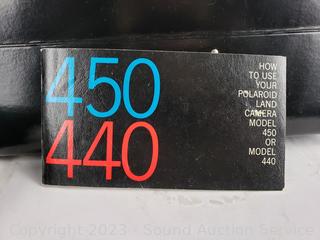 450
440
HOW
TO USE
YOUR
POLAROID
LAND
CAMERA
MODEL
450
OR
MODEL
440
Copyright 2023 - Sound Auction Service